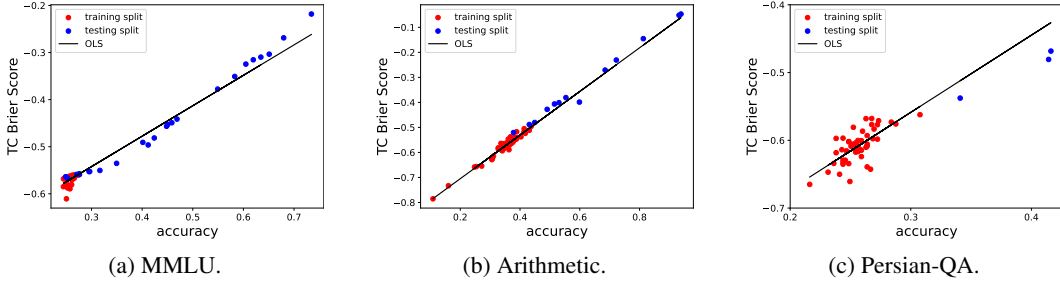 −0.2
−0.3
−0.4
−0.5
−0.6
TC Brier Score
training split
testing split
OLS
0.3 0.4 0.5 0.6 0.7
accuracy
(a) MMLU.
−0.1
−0.2
−0.3
−0.4
−0.5
−0.6
−0.7
−0.8
TC Brier Score
training split
testing split
OLS
0.2 0.4 0.6 0.8
accuracy
(b) Arithmetic.
−0.4
−0.5
−0.6
−0.7
TC Brier Score
training split
testing split
OLS
0.2 0.3 0.4
accuracy
(c) Persian-QA.